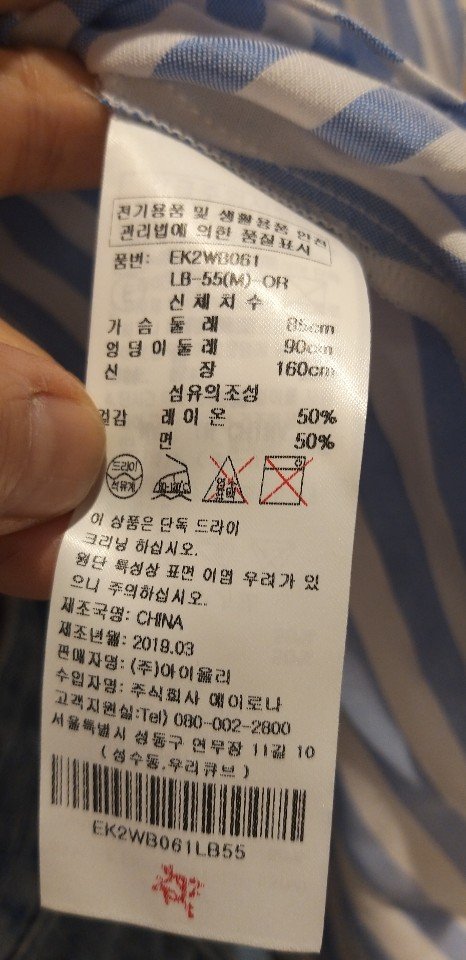 전기용품 및 생활용품 안전
관리법에 의한 품질표시
품번: EK2WB061
LB-55(M)-OR
신체치수
가슴둘레 85cm
엉덩이둘레 90cm
신장 160cm
섬유의조성
겉감 레이온 50%
면 50%
드라이
석유계
이 상품은 단독 드라이
크리닝 하십시오.
원단 특성상 표면 이염 우려가 있
으니 주의하십시오.
제조국명: CHINA
제조년월: 2018.03
판매자명: (주)아이올리
수입자명: 주식회사 에이로나
고객지원실:Tel) 080-002-2800
서울특별시 성동구 연무장 11길 10
(성수동,우리큐브)
EK2WB061LB55